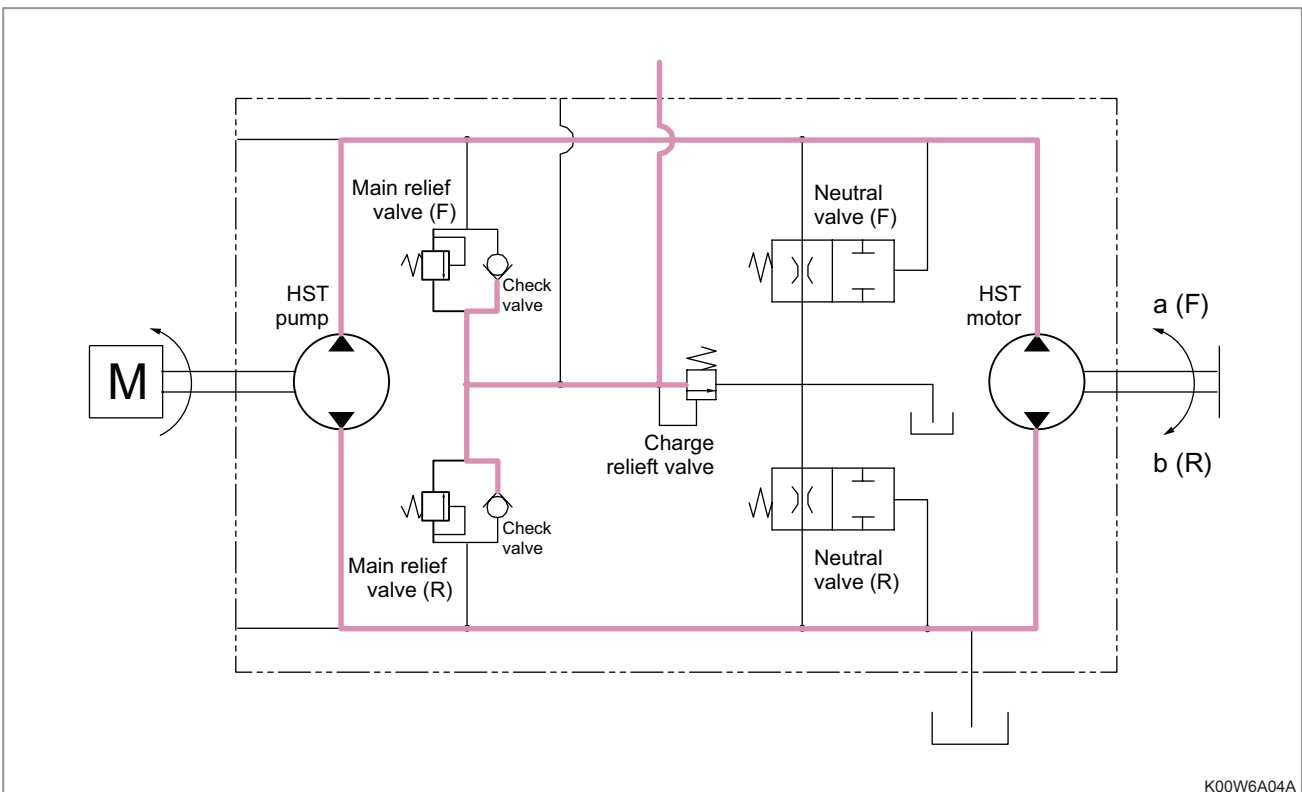 Main relief
valve (F)
Neutral
valve (F)
HST
pump
Check
valve
HST
motor
a (F)
M
Charge
relieft valve
b (R)
Check
valve
Main relief
valve (R)
Neutral
valve (R)
K00W6A04A